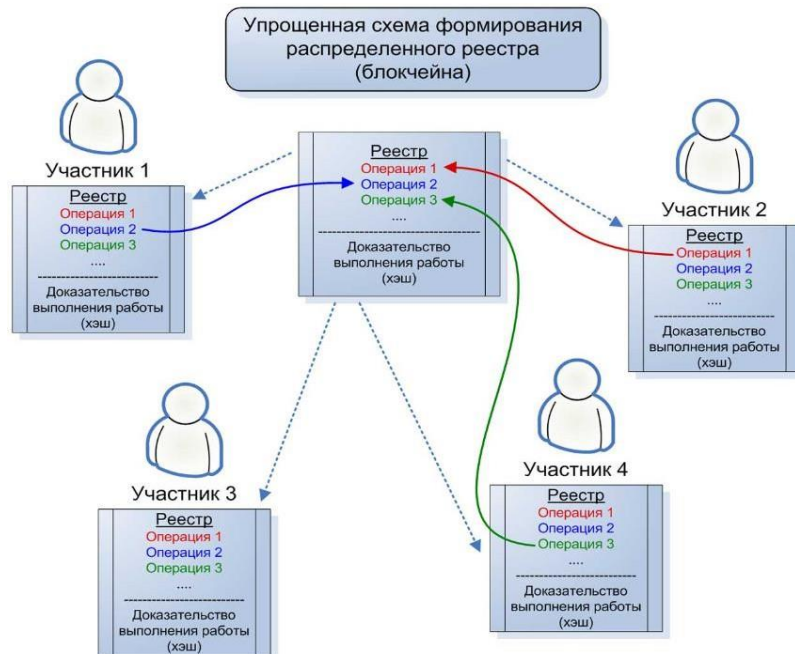 Упрощенная схема формирования
распределенного реестра
(блокчейна)
Участник 1
Реестр
Операция 1
Операция 2
Операция 3
....
----------------------------
Доказательство
выполнения работы
(хэш)
Реестр
Операция 1
Операция 2
Операция 3
....
----------------------------
Доказательство
выполнения работы
(хэш)
Участник 2
Реестр
Операция 1
Операция 2
Операция 3
....
----------------------------
Доказательство
выполнения работы
(хэш)
Участник 3
Реестр
Операция 1
Операция 2
Операция 3
....
----------------------------
Доказательство
выполнения работы
(хэш)
Участник 4
Реестр
Операция 1
Операция 2
Операция 3
....
----------------------------
Доказательство
выполнения работы
(хэш)